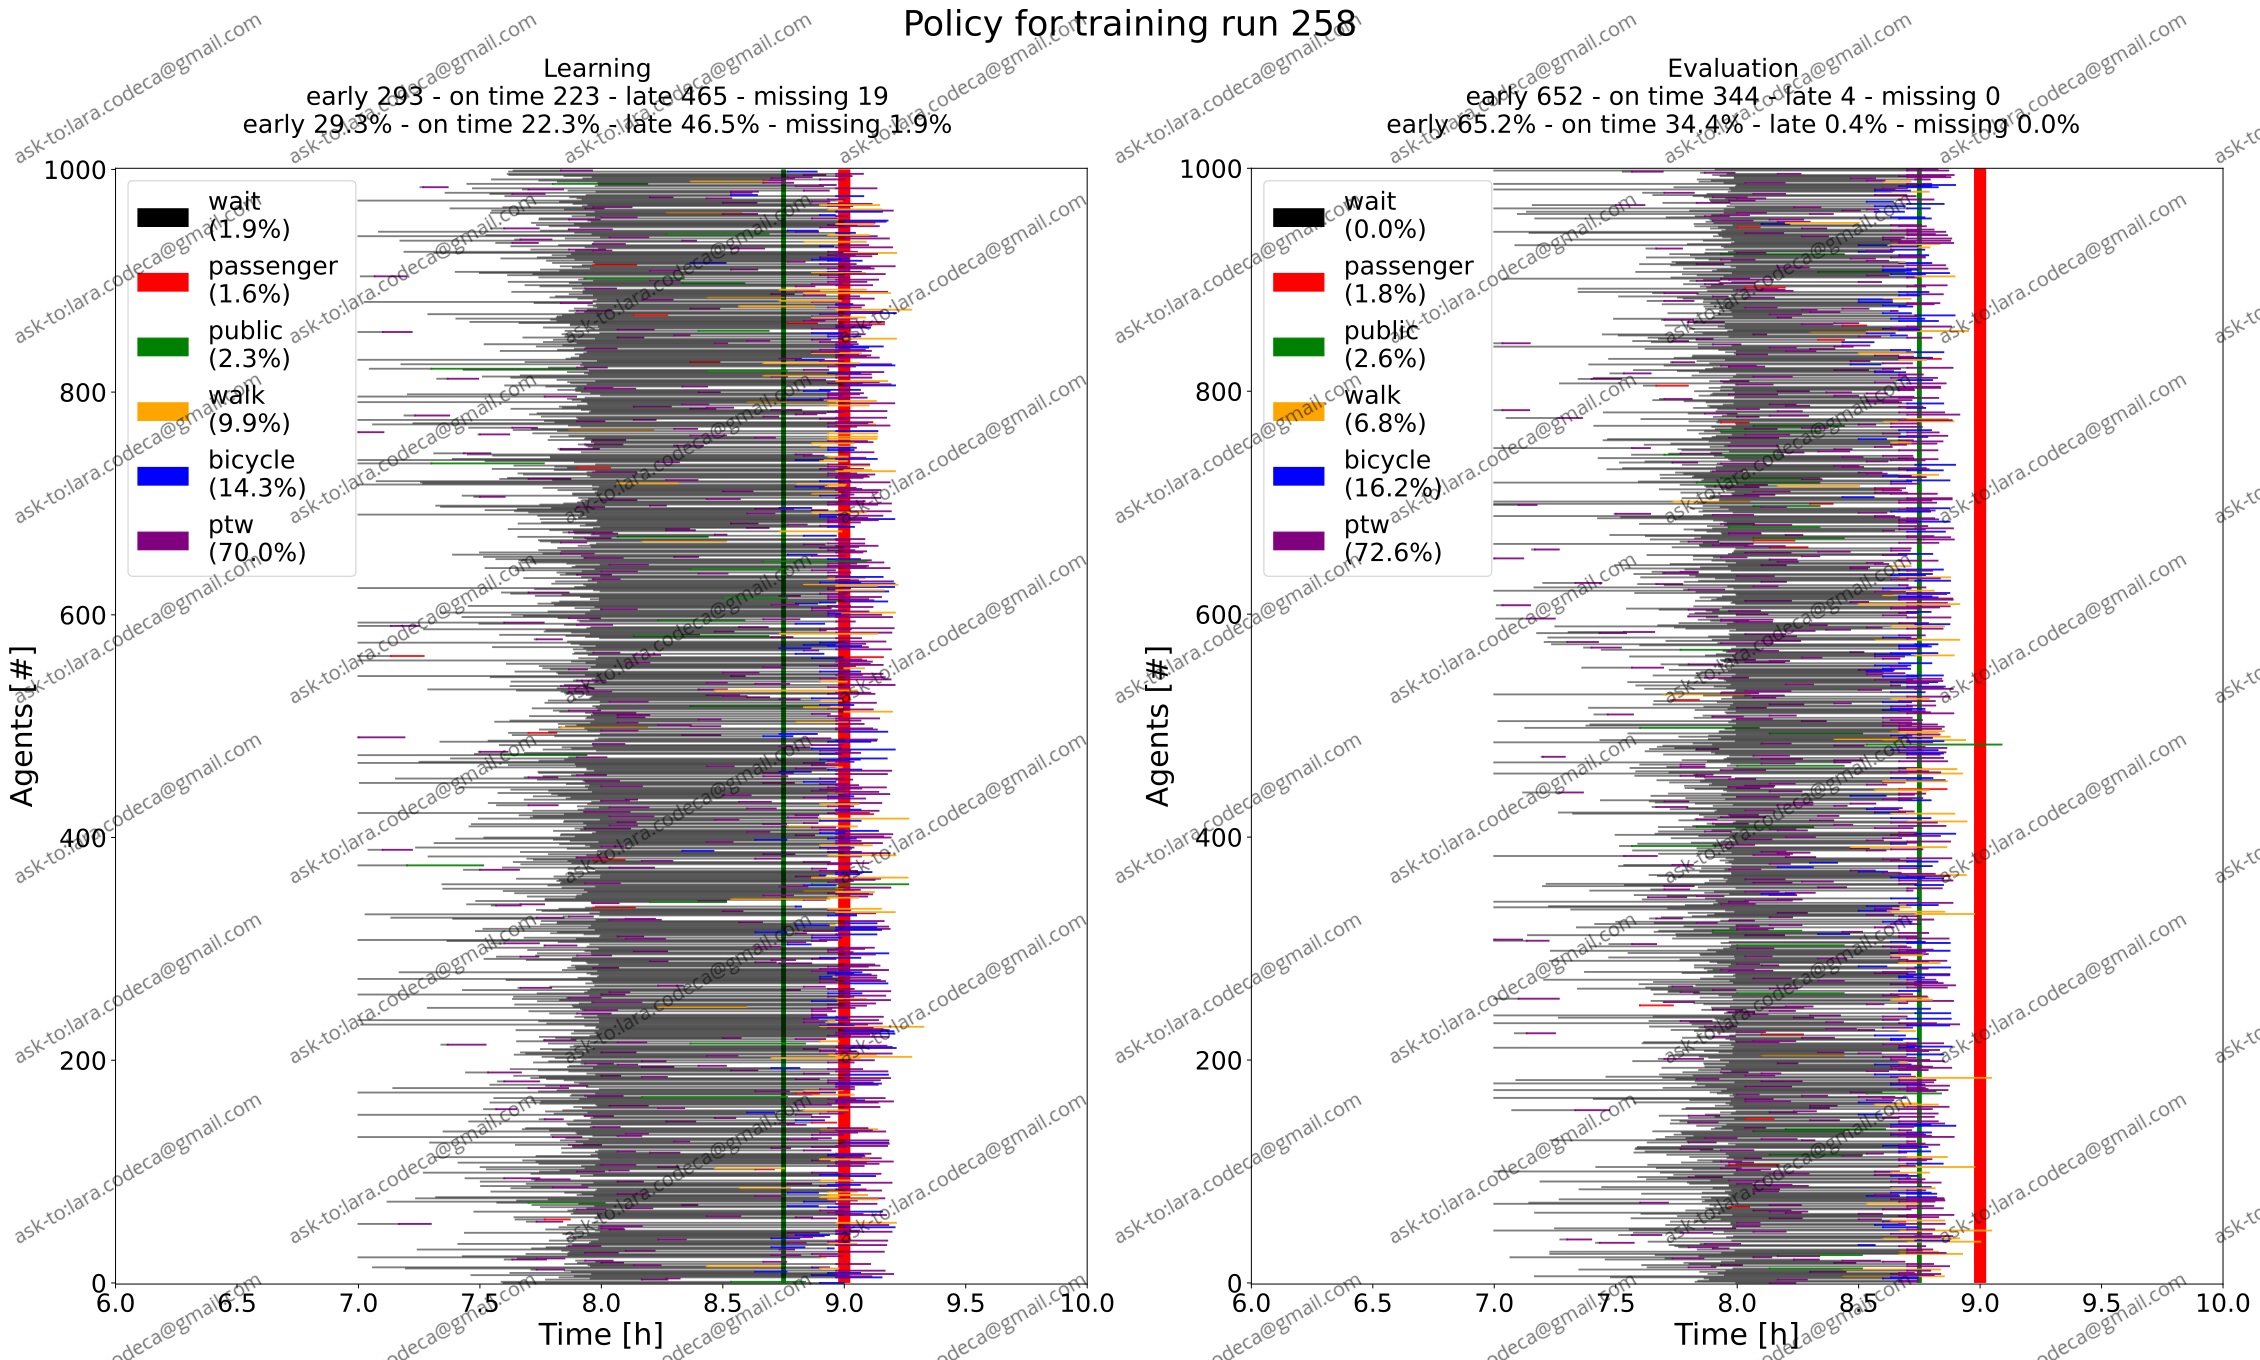 Policy for training run 258
Learning
early 293 - on time 223 - late 465 - missing 19
early 29.3% - on time 22.3% - late 46.5% - missing 1.9%
1000
800
600
400
200
0
Agents [#]
wait
(1.9%)
passenger
(1.6%)
public
(2.3%)
walk
(9.9%)
bicycle
(14.3%)
ptw
(70.0%)
6.0 6.5 7.0 7.5 8.0 8.5 9.0 9.5 10.0
Time [h]
Evaluation
early 652 - on time 344 - late 4 - missing 0
early 65.2% - on time 34.4% - late 0.4% - missing 0.0%
1000
800
600
400
200
0
Agents [#]
wait
(0.0%)
passenger
(1.8%)
public
(2.6%)
walk
(6.8%)
bicycle
(16.2%)
ptw
(72.6%)
6.0 6.5 7.0 7.5 8.0 8.5 9.0 9.5 10.0
Time [h]
ask-to:lara.codeca@gmail.com